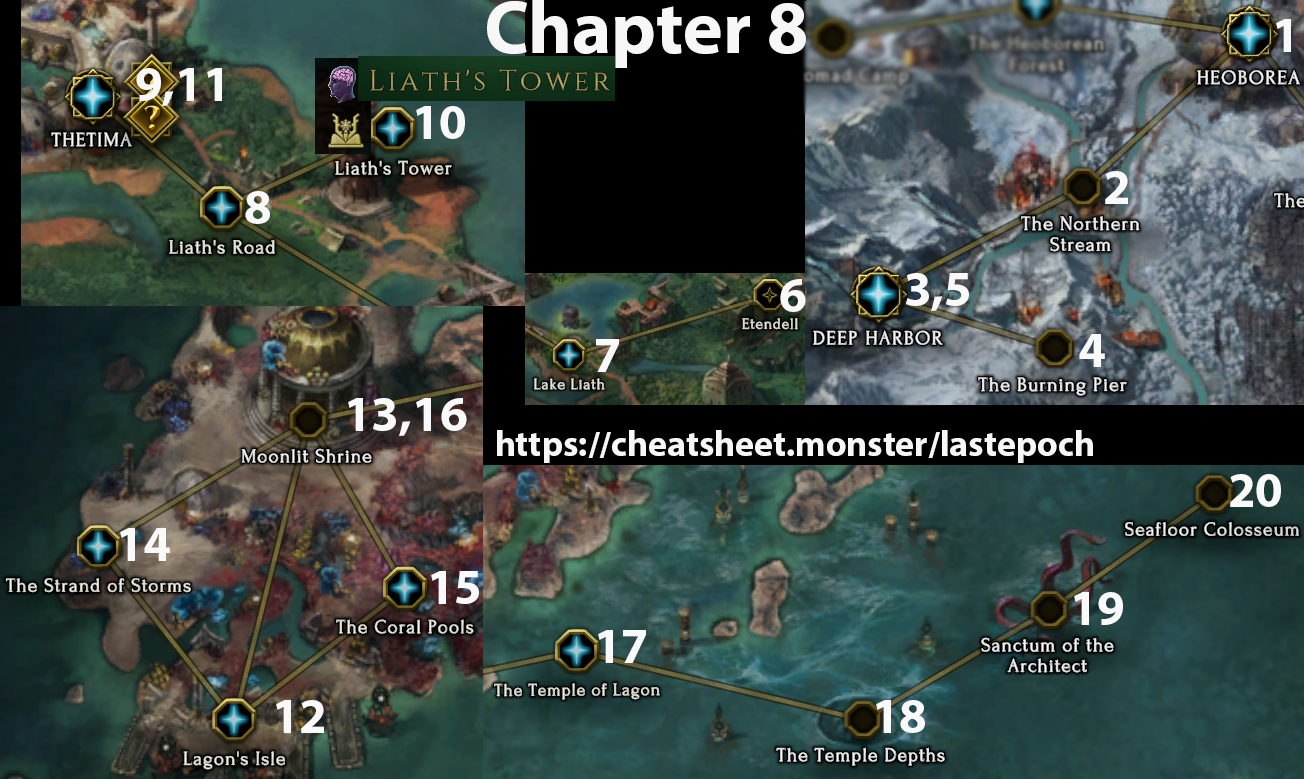 Chapter 8
9,11
?
THETIMA
LIATH'S TOWER
10
Liath's Tower
8
Liath's Road
The Heoborean
Forest
omad Camp
1
HEOBOREA
2
The Northern
Stream
The
3,5
DEEP HARBOR
4
The Burning Pier
6
Etendell
7
Lake Liath
13,16
Moonlit Shrine
https://cheatsheet.monster/lastepoch
14
The Strand of Storms
15
The Coral Pools
12
Lagon's Isle
20
Seafloor Colosseum
19
Sanctum of the
Architect
17
The Temple of Lagon
18
The Temple Depths